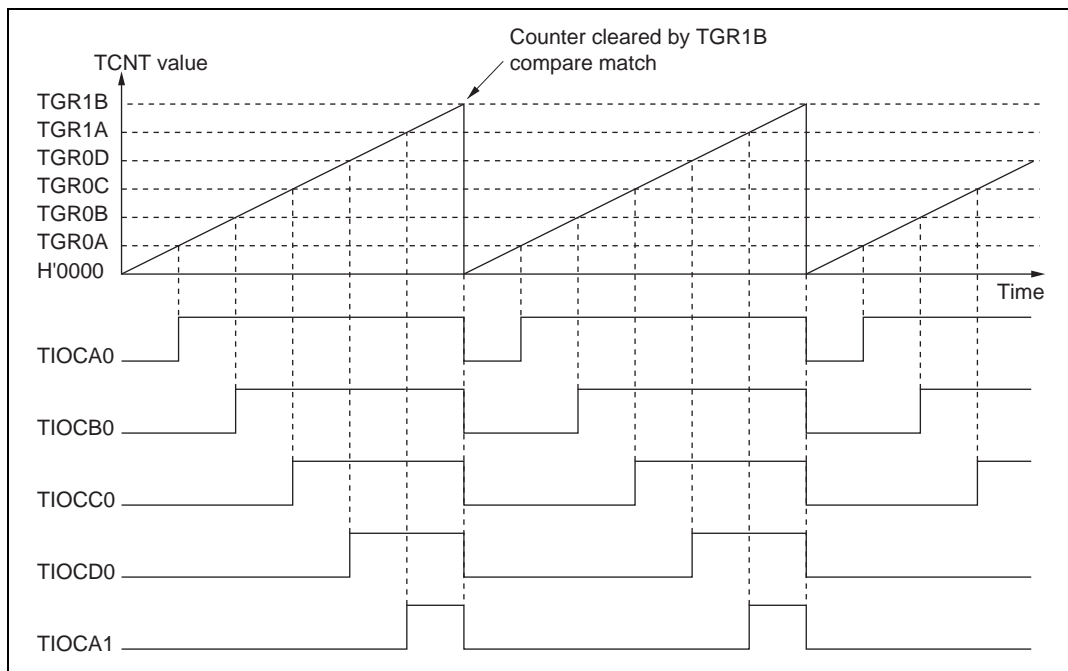 Counter cleared by TGR1B
compare match
TCNT value
TGR1B
TGR1A
TGR0D
TGR0C
TGR0B
TGR0A
H'0000
Time
TIOCA0
TIOCB0
TIOCC0
TIOCD0
TIOCA1